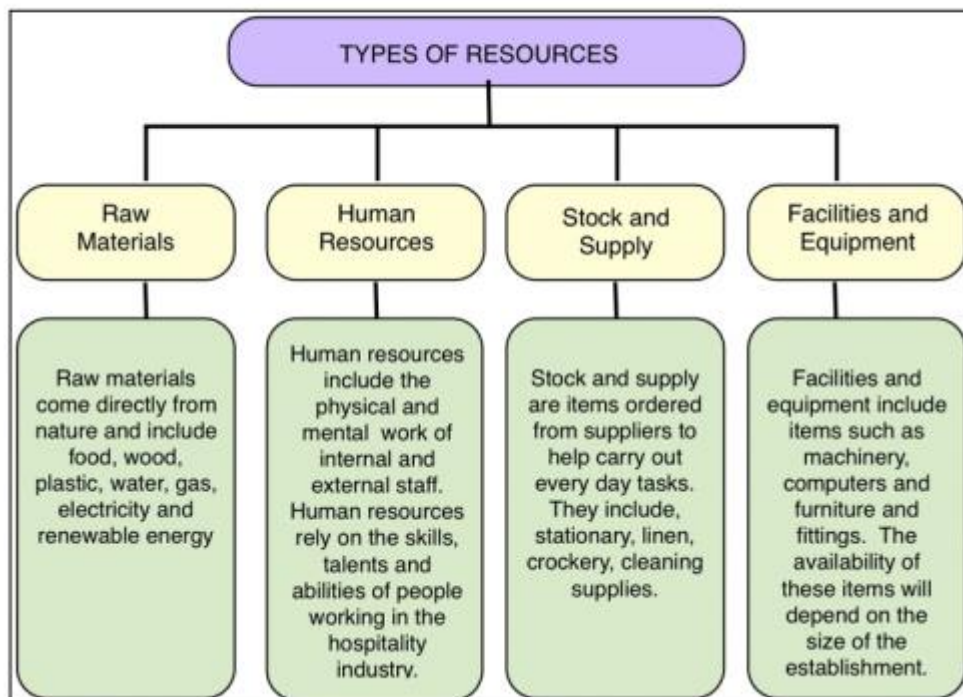 TYPES OF RESOURCES
Raw
Materials
Human
Resources
Stock and
Supply
Facilities and
Equipment
Raw materials
come directly from
nature and include
food, wood,
plastic, water, gas,
electricity and
renewable energy
Human resources
include the
physical and
mental work of
internal and
external staff.
Human resources
rely on the skills,
talents and
abilities of people
working in the
hospitality
industry.
Stock and supply
are items ordered
from suppliers to
help carry out
every day tasks.
They include,
stationary, linen,
crockery, cleaning
supplies.
Facilities and
equipment include
items such as
machinery,
computers and
furniture and
fittings. The
availability of
these items will
depend on the
size of the
establishment.